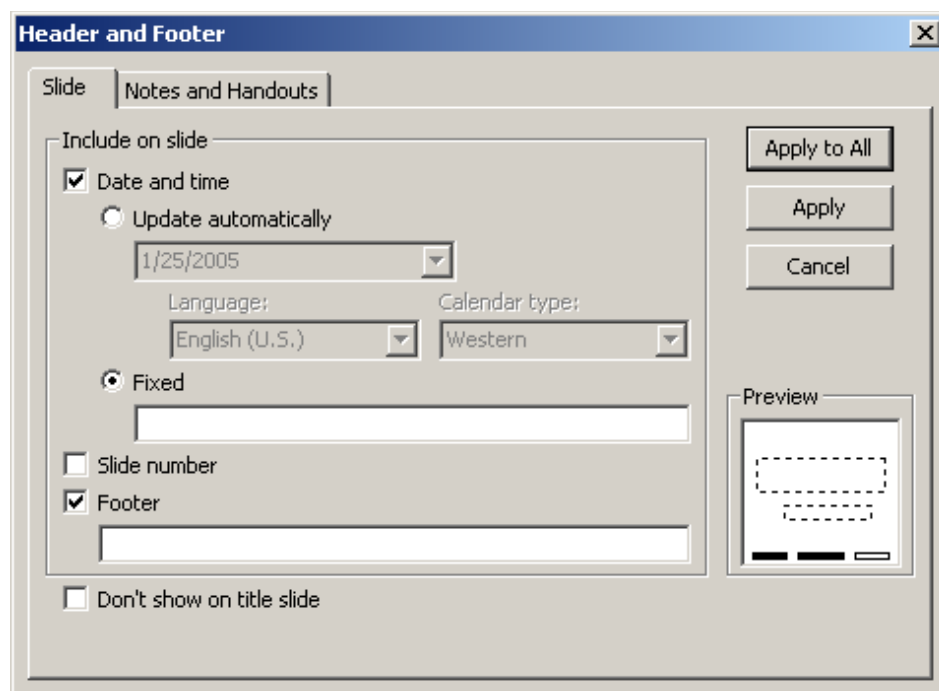 Header and Footer
Slide
Notes and Handouts
Include on slide
Date and time
Update automatically
1/25/2005
Language:
Calendar type:
English (U.S.)
Western
Fixed
Slide number
Footer
Don't show on title slide
Apply to All
Apply
Cancel
Preview